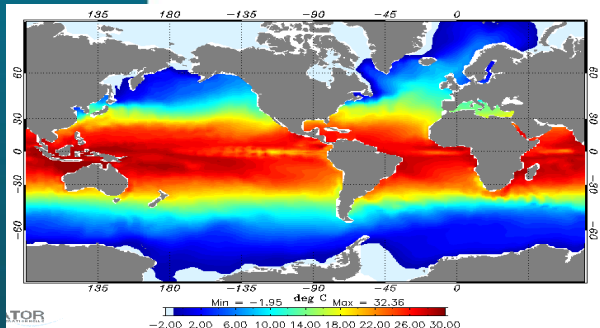 135 180 −135 −90 −45 0
60 60
30 30
0 0
−30 −30
−60 −60
135 180 −135 −90 −45 0
deg C
Min = −1.95 Max = 32.36
−2.00 2.00 6.00 10.00 14.00 18.00 22.00 26.00 30.00
ATOR